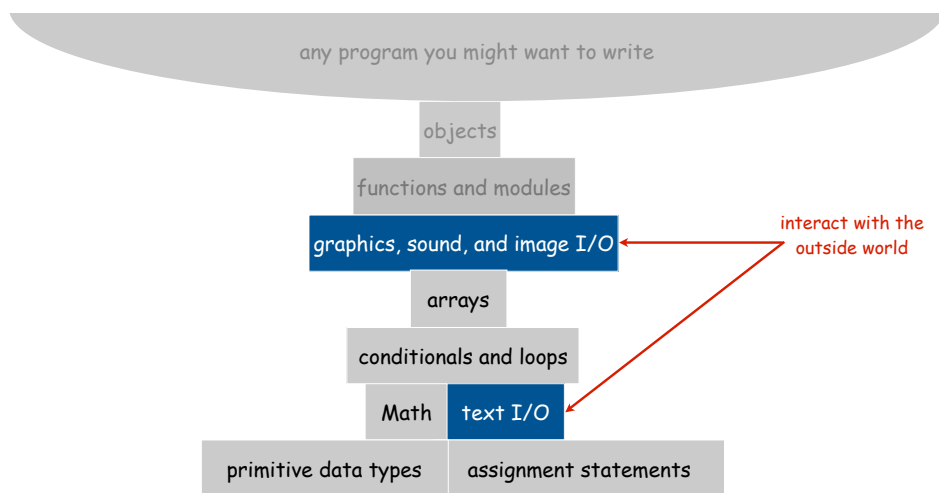 any program you might want to write
objects
functions and modules
graphics, sound, and image I/O
interact with the
outside world
arrays
conditionals and loops
Math
text I/O
primitive data types
assignment statements